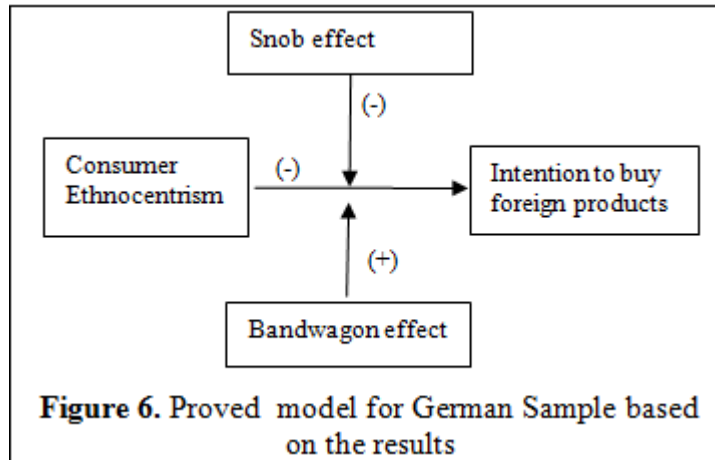 Snob effect
(-)
Consumer
Ethnocentrism
(-)
Intention to buy
foreign products
(+)
Bandwagon effect
Figure 6. Proved model for German Sample based
on the results